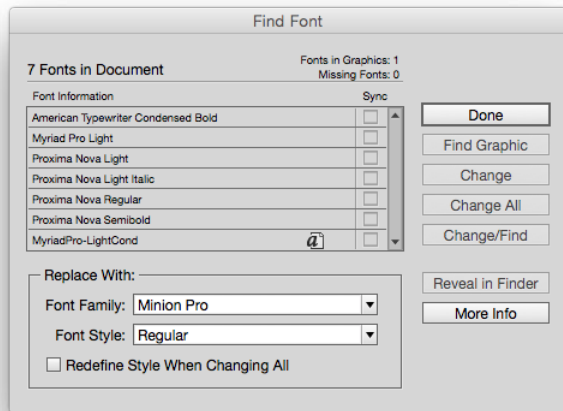 Find Font
7 Fonts in Document
Fonts in Graphics: 1
Missing Fonts: 0
Font Information Sync
American Typewriter Condensed Bold
Myriad Pro Light
Proxima Nova Light
Proxima Nova Light Italic
Proxima Nova Regular
Proxima Nova Semibold
MyriadPro-LightCond a
Done
Find Graphic
Change
Change All
Change/Find
Reveal in Finder
More Info
Replace With:
Font Family: Minion Pro
Font Style: Regular
Redefine Style When Changing All